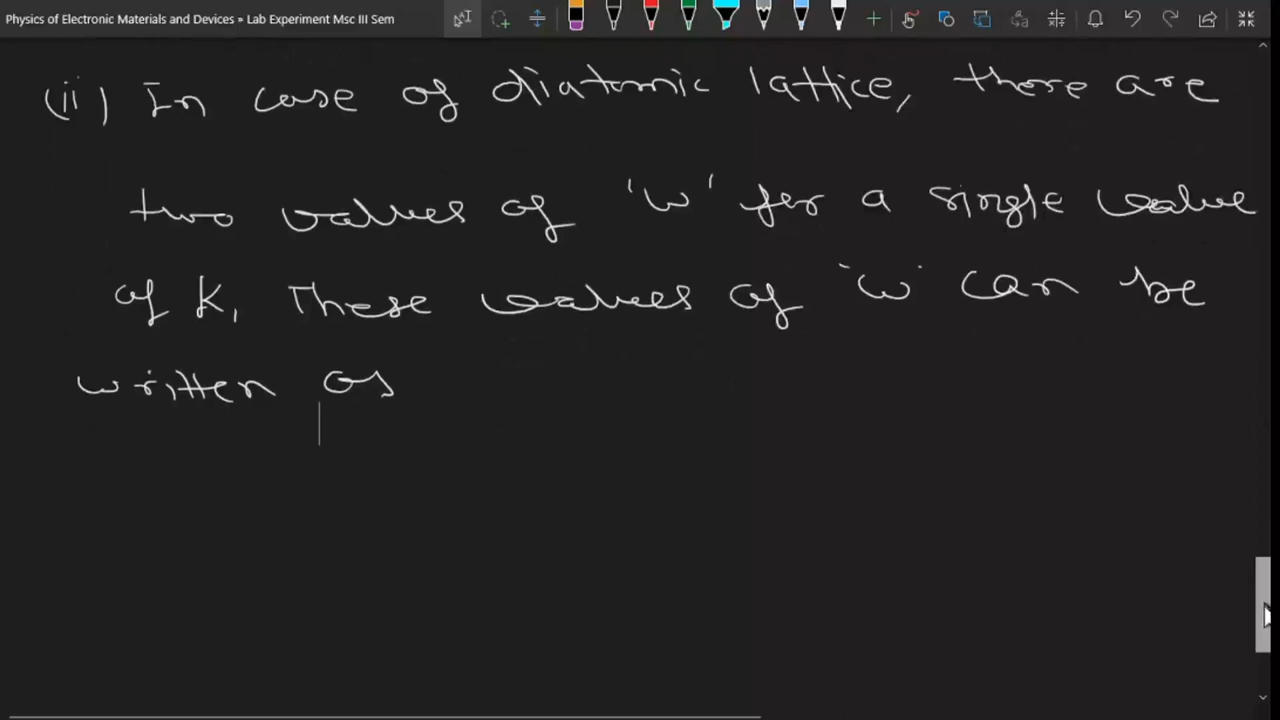 Physics of Electronic Materials and Devices » Lab Experiment Msc III Sem
(ii) In case of diatomic lattice, there are
two values of 'ω' for a single value
of k. These values of 'ω' can be
written as